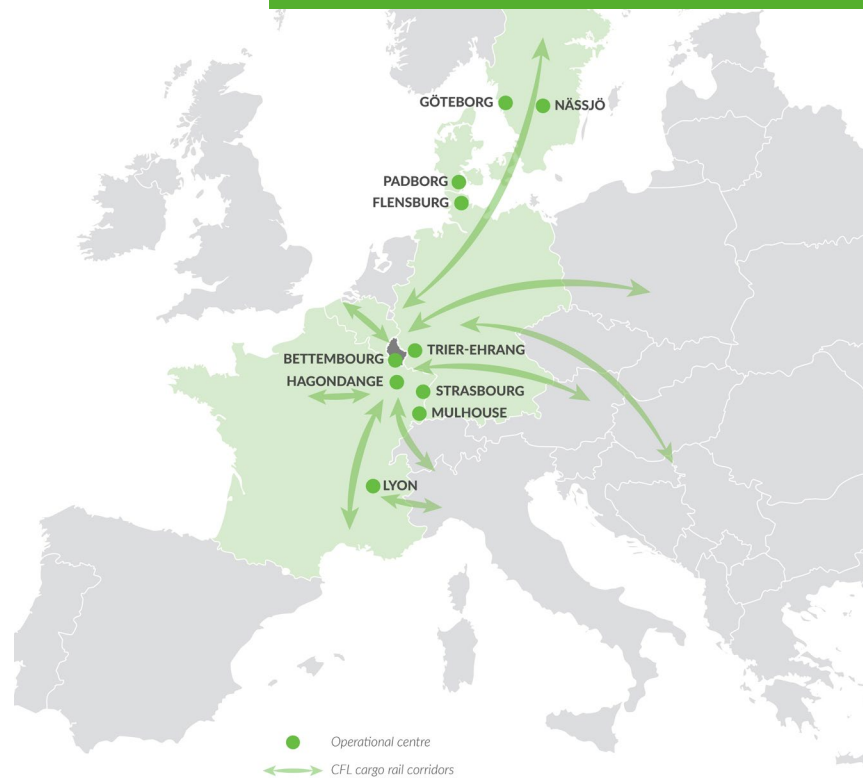 GÖTEBORG
NÄSSJÖ
PADBORG
FLENSBURG
TRIER-EHRANG
BETTEMBOURG
HAGONDANGE
STRASBOURG
MULHOUSE
LYON
Operational centre
CFL cargo rail corridors